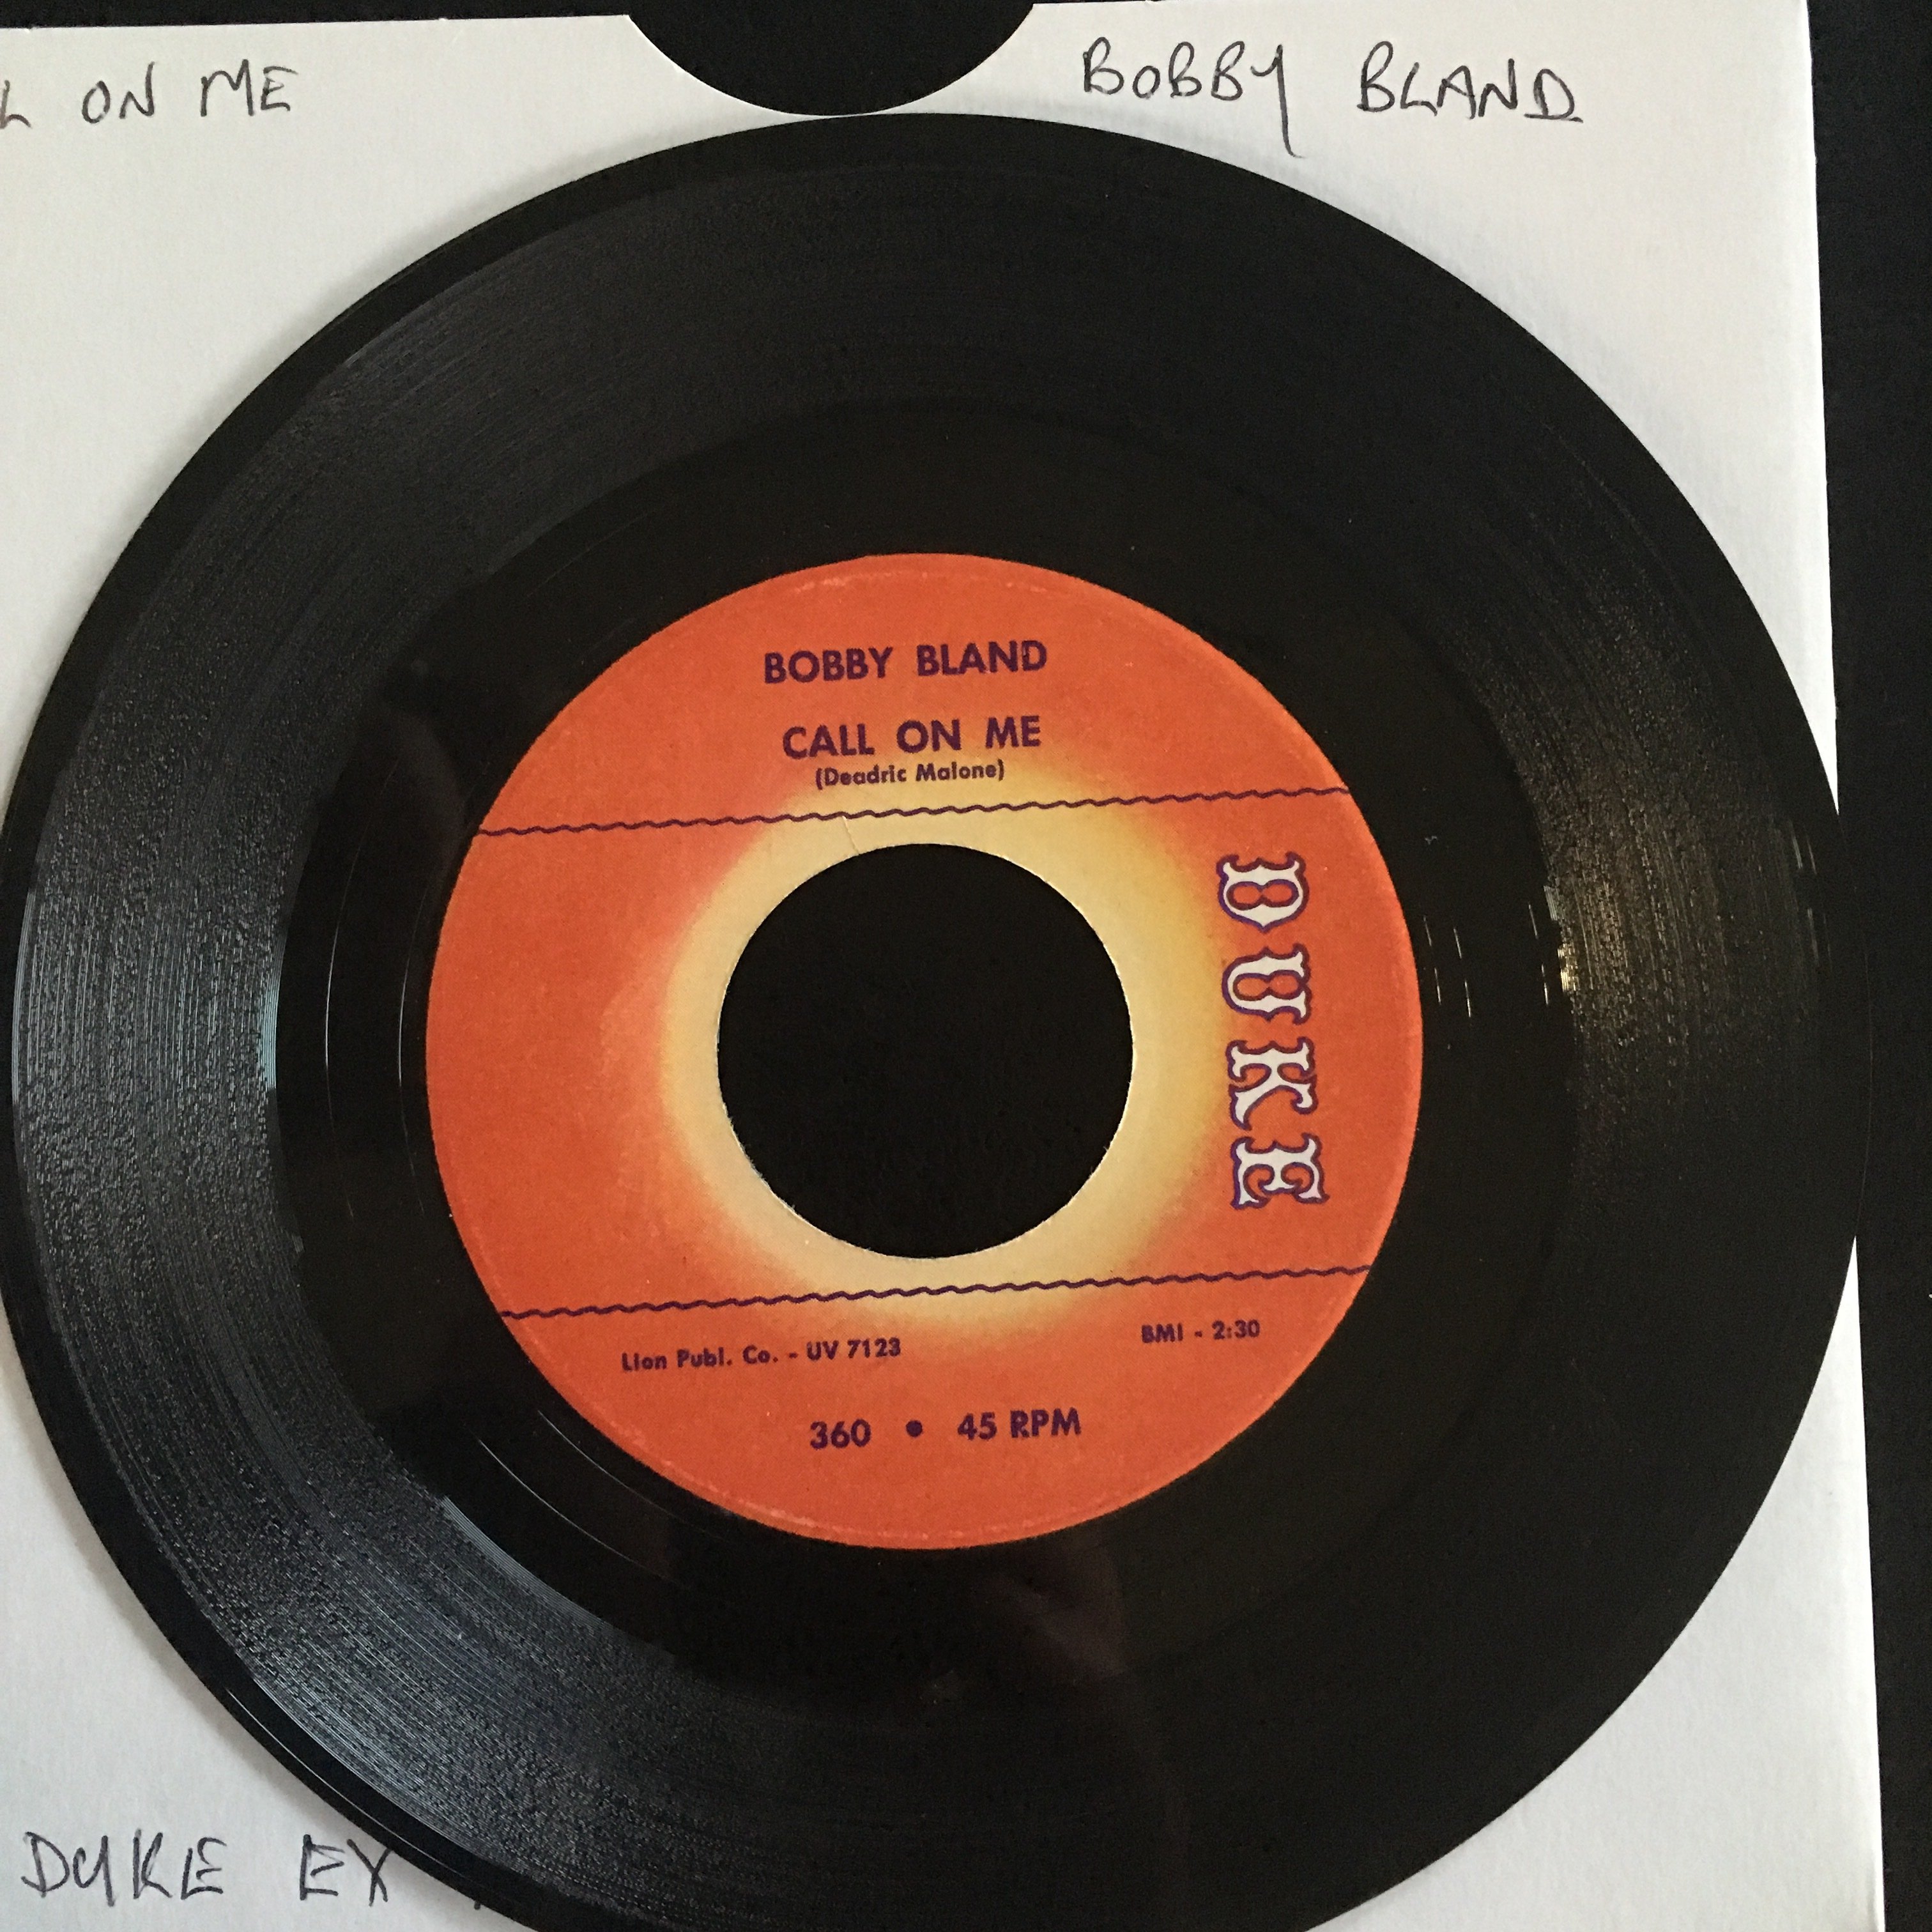 L ON ME
BOBBY BLAND
BOBBY BLAND
CALL ON ME
(Deadric Malone)
DUKE
Lion Publ. Co. - UV 7123
BMI - 2:30
360 • 45 RPM
DUKE EX